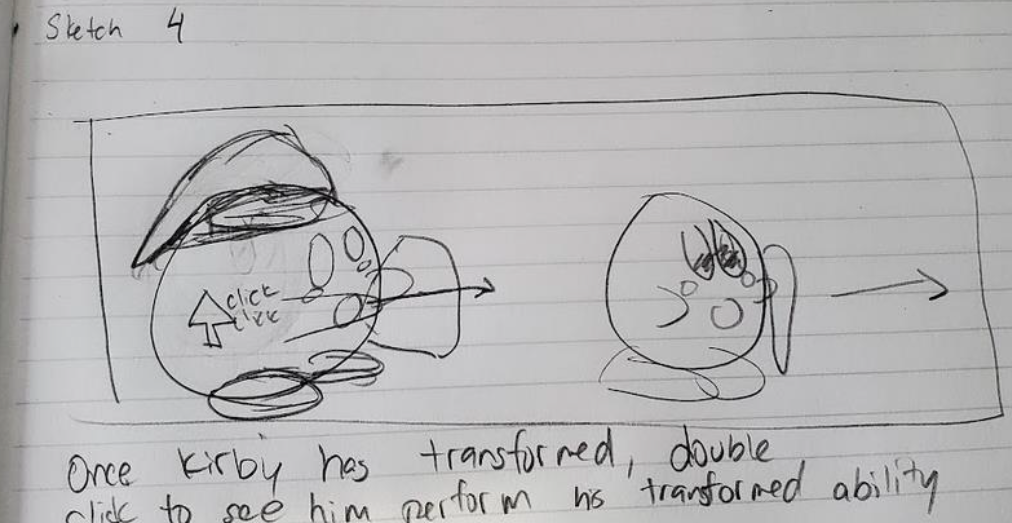 Sketch 4
click
click
Once Kirby has transformed, double
click to see him perform his transformed ability